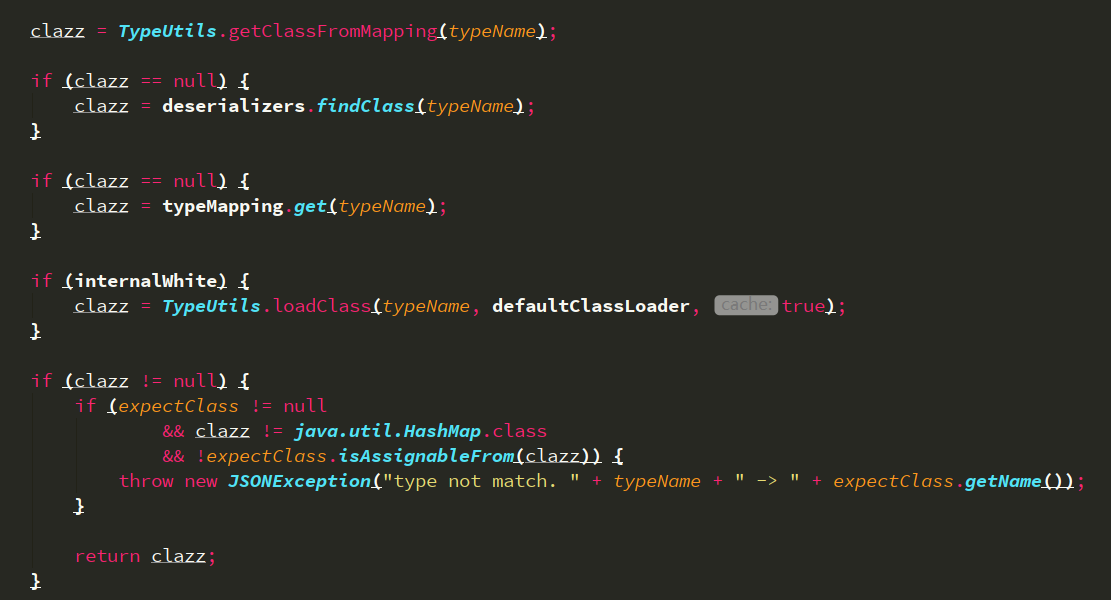 clazz = TypeUtils.getClassFromMapping(typeName);

if (clazz == null) {
    clazz = deserializers.findClass(typeName);
}

if (clazz == null) {
    clazz = typeMapping.get(typeName);
}

if (internalWhite) {
    clazz = TypeUtils.loadClass(typeName, defaultClassLoader, cache: true);
}

if (clazz != null) {
    if (expectClass != null
            && clazz != java.util.HashMap.class
            && !expectClass.isAssignableFrom(clazz)) {
        throw new JSONException("type not match. " + typeName + " -> " + expectClass.getName());
    }

    return clazz;
}